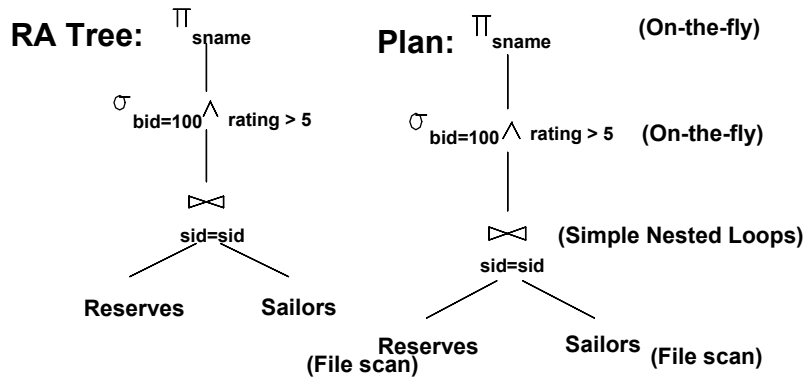 RA Tree:
π sname
σ bid=100 ∧ rating > 5
⋈
sid=sid
Reserves Sailors
Plan:
π sname (On-the-fly)
σ bid=100 ∧ rating > 5 (On-the-fly)
⋈ (Simple Nested Loops)
sid=sid
Reserves Sailors
(File scan) (File scan)